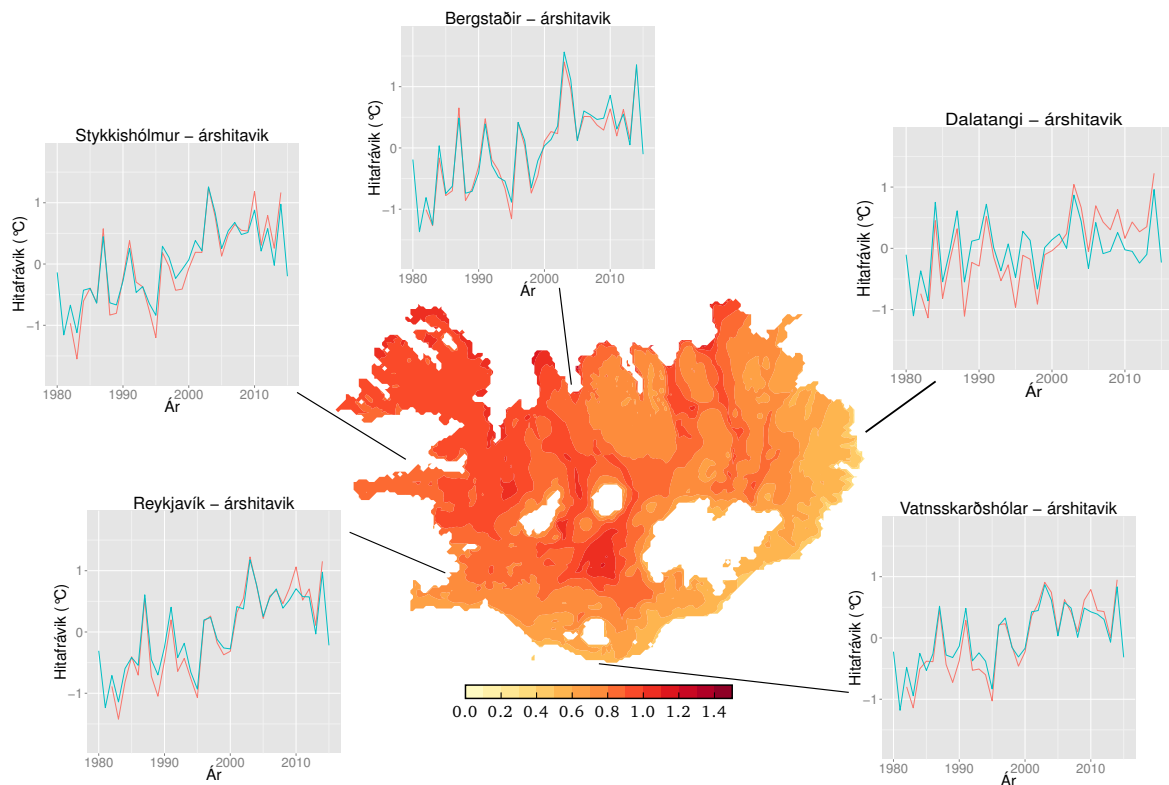 Bergstaðir − árshitavik
Hitafrávik ( °C)
1
0
−1
1980 1990 2000 2010
Ár
Stykkishólmur − árshitavik
Hitafrávik ( °C)
1
0
−1
1980 1990 2000 2010
Ár
Dalatangi − árshitavik
Hitafrávik ( °C)
1
0
−1
1980 1990 2000 2010
Ár
Reykjavík − árshitavik
Hitafrávik ( °C)
1
0
−1
1980 1990 2000 2010
Ár
Vatnsskarðshólar − árshitavik
Hitafrávik ( °C)
1
0
−1
1980 1990 2000 2010
Ár
0.0 0.2 0.4 0.6 0.8 1.0 1.2 1.4